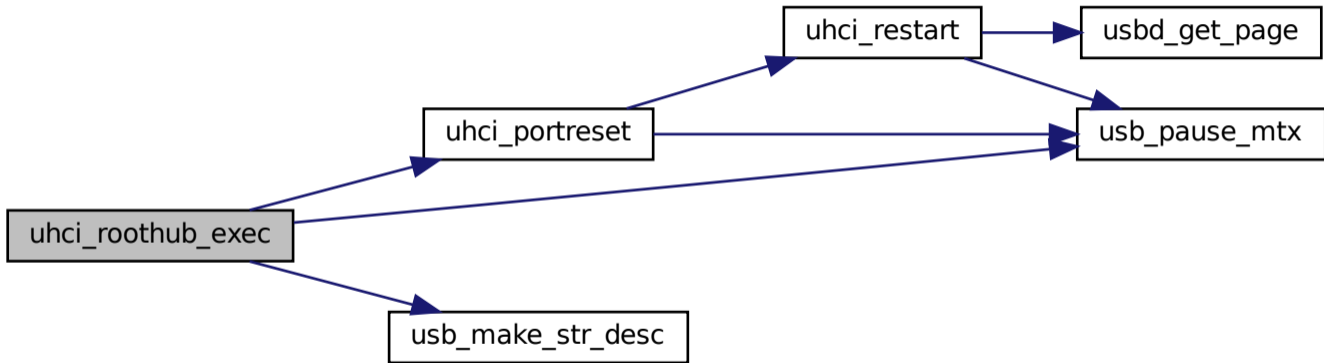 uhci_restart
usbd_get_page
uhci_portreset
usb_pause_mtx
uhci_roothub_exec
usb_make_str_desc